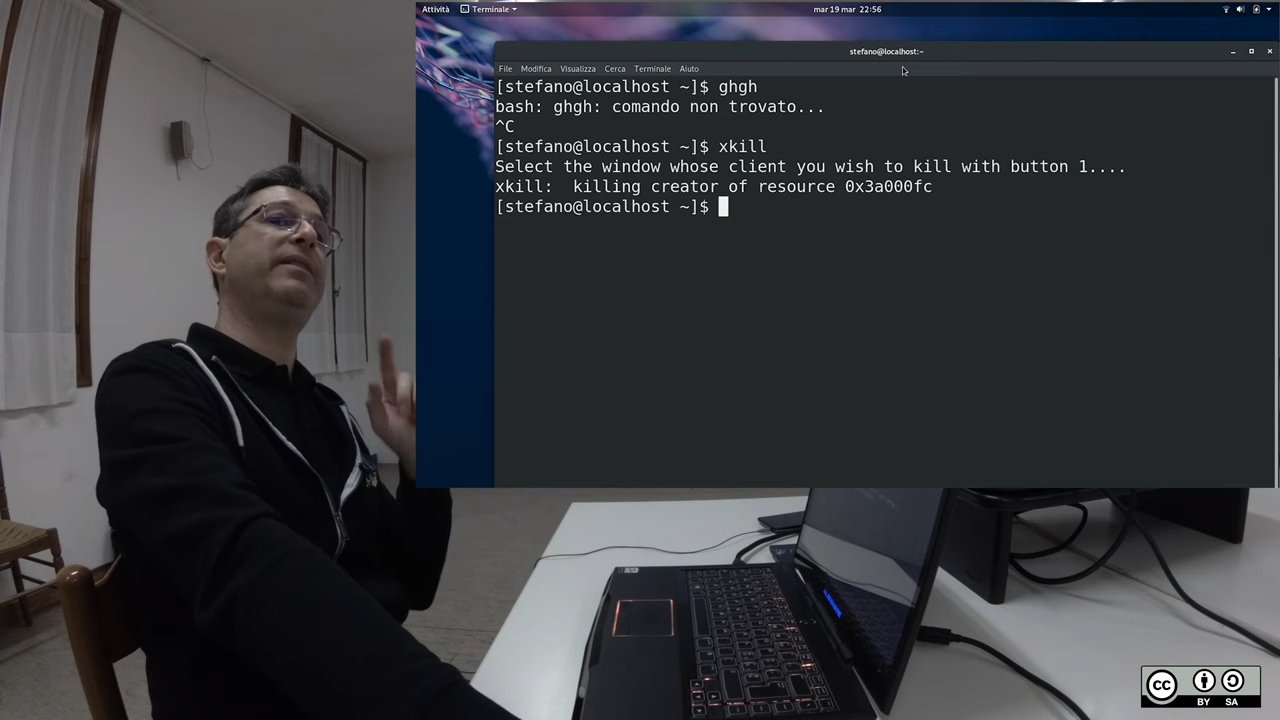 Attività Terminale mar 19 mar 22:56
stefano@localhost:~
File Modifica Visualizza Cerca Terminale Aiuto
[stefano@localhost ~]$ ghgh
bash: ghgh: comando non trovato...
^C
[stefano@localhost ~]$ xkill
Select the window whose client you wish to kill with button 1....
xkill:  killing creator of resource 0x3a000fc
[stefano@localhost ~]$
cc
BY SA